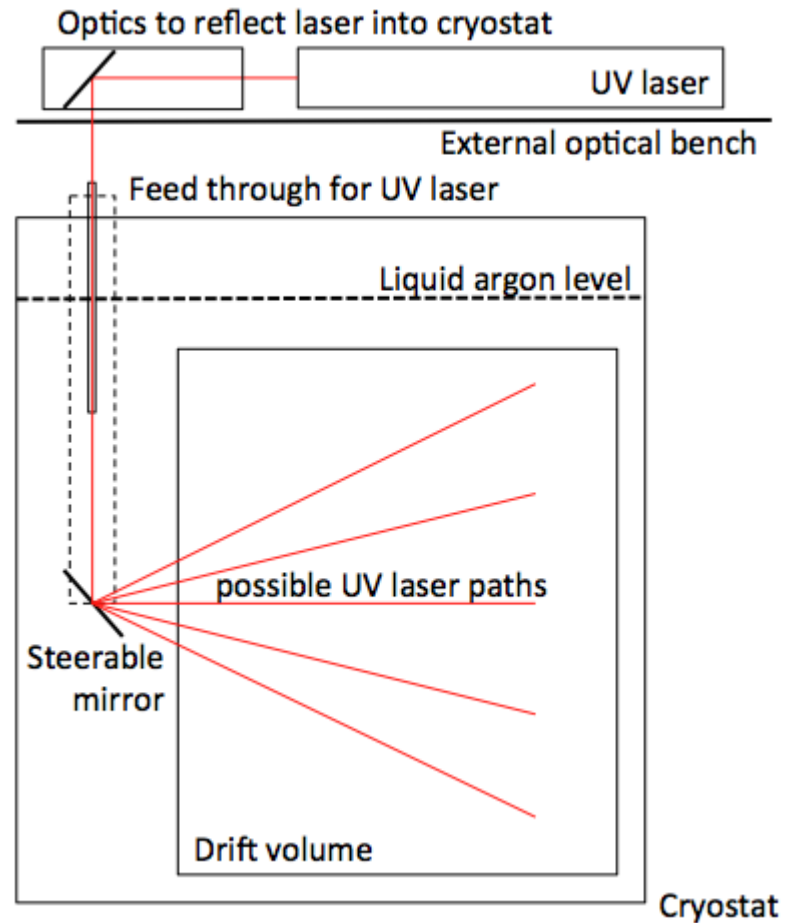 Optics to reflect laser into cryostat
UV laser
External optical bench
Feed through for UV laser
Liquid argon level
possible UV laser paths
Steerable
mirror
Drift volume
Cryostat